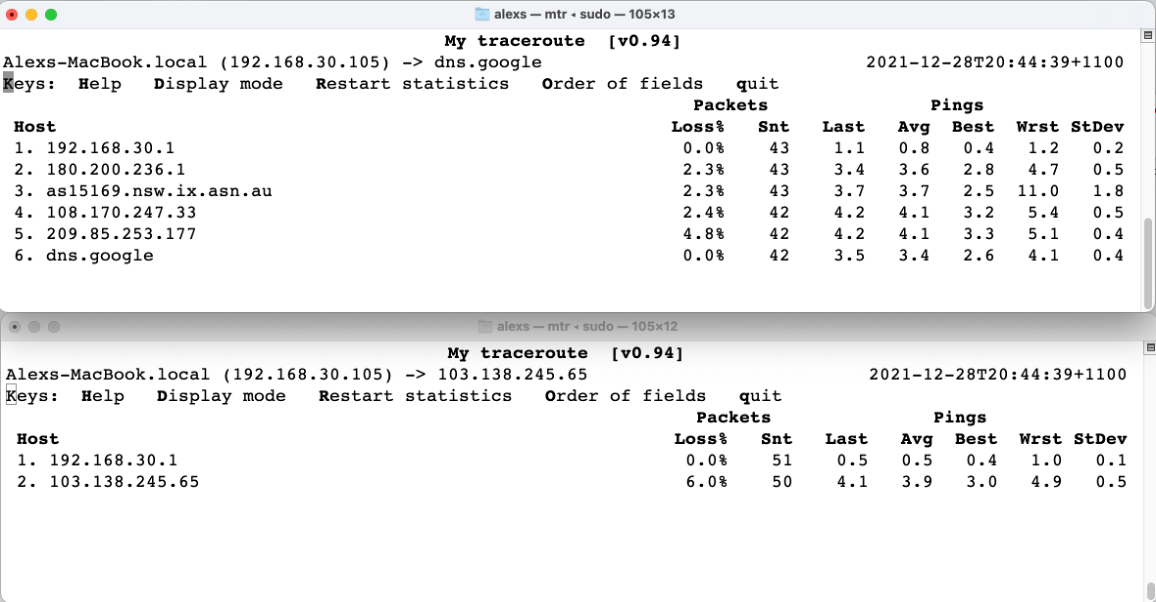 alexs — mtr ◂ sudo — 105×13
My traceroute [v0.94]
Alexs-MacBook.local (192.168.30.105) -> dns.google 2021-12-28T20:44:39+1100
Keys: Help Display mode Restart statistics Order of fields quit
Packets Pings
Host Loss% Snt Last Avg Best Wrst StDev
1. 192.168.30.1 0.0% 43 1.1 0.8 0.4 1.2 0.2
2. 180.200.236.1 2.3% 43 3.4 3.6 2.8 4.7 0.5
3. as15169.nsw.ix.asn.au 2.3% 43 3.7 3.7 2.5 11.0 1.8
4. 108.170.247.33 2.4% 42 4.2 4.1 3.2 5.4 0.5
5. 209.85.253.177 4.8% 42 4.2 4.1 3.3 5.1 0.4
6. dns.google 0.0% 42 3.5 3.4 2.6 4.1 0.4
alexs — mtr ◂ sudo — 105×12
My traceroute [v0.94]
Alexs-MacBook.local (192.168.30.105) -> 103.138.245.65 2021-12-28T20:44:39+1100
Keys: Help Display mode Restart statistics Order of fields quit
Packets Pings
Host Loss% Snt Last Avg Best Wrst StDev
1. 192.168.30.1 0.0% 51 0.5 0.5 0.4 1.0 0.1
2. 103.138.245.65 6.0% 50 4.1 3.9 3.0 4.9 0.5